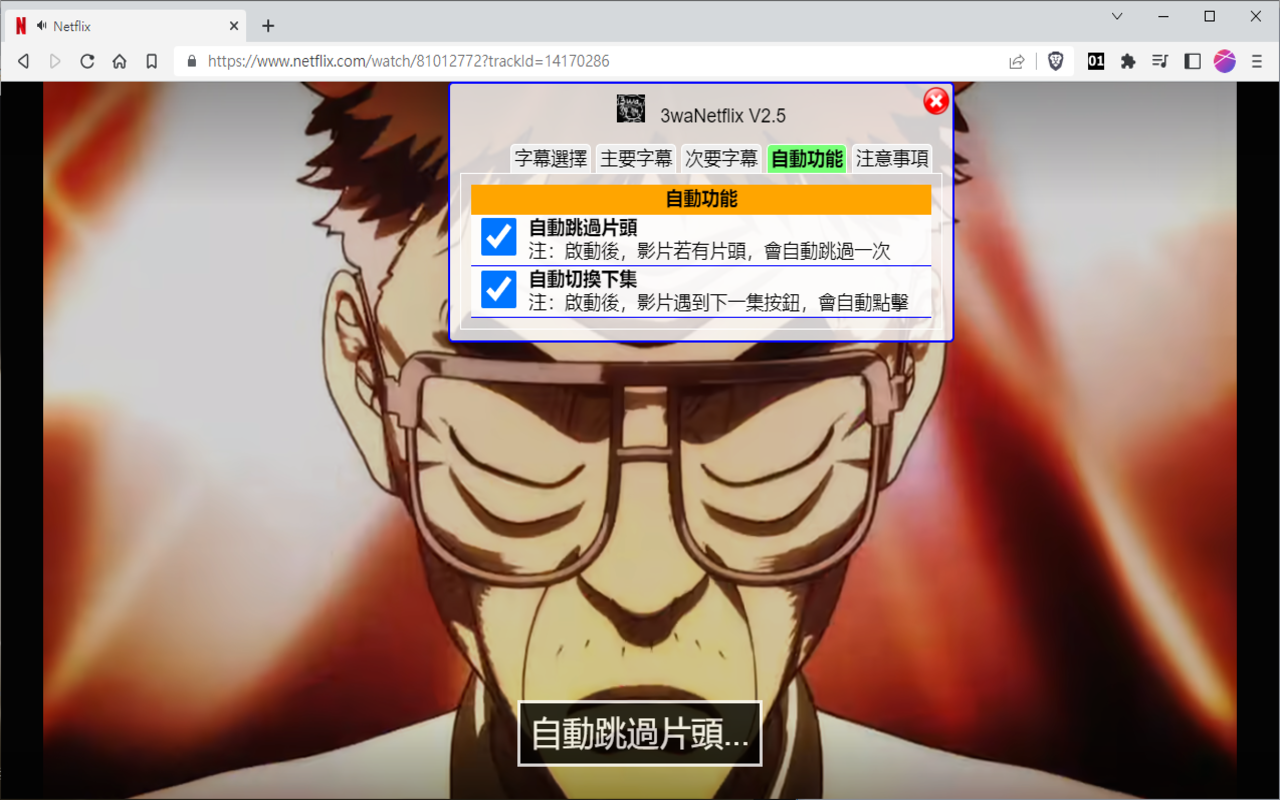 Netflix
https://www.netflix.com/watch/81012772?trackId=14170286
01
3waNetflix V2.5
字幕選擇 主要字幕 次要字幕 自動功能 注意事項
自動功能
自動跳過片頭
注：啟動後，影片若有片頭，會自動跳過一次
自動切換下集
注：啟動後，影片遇到下一集按鈕，會自動點擊
自動跳過片頭...